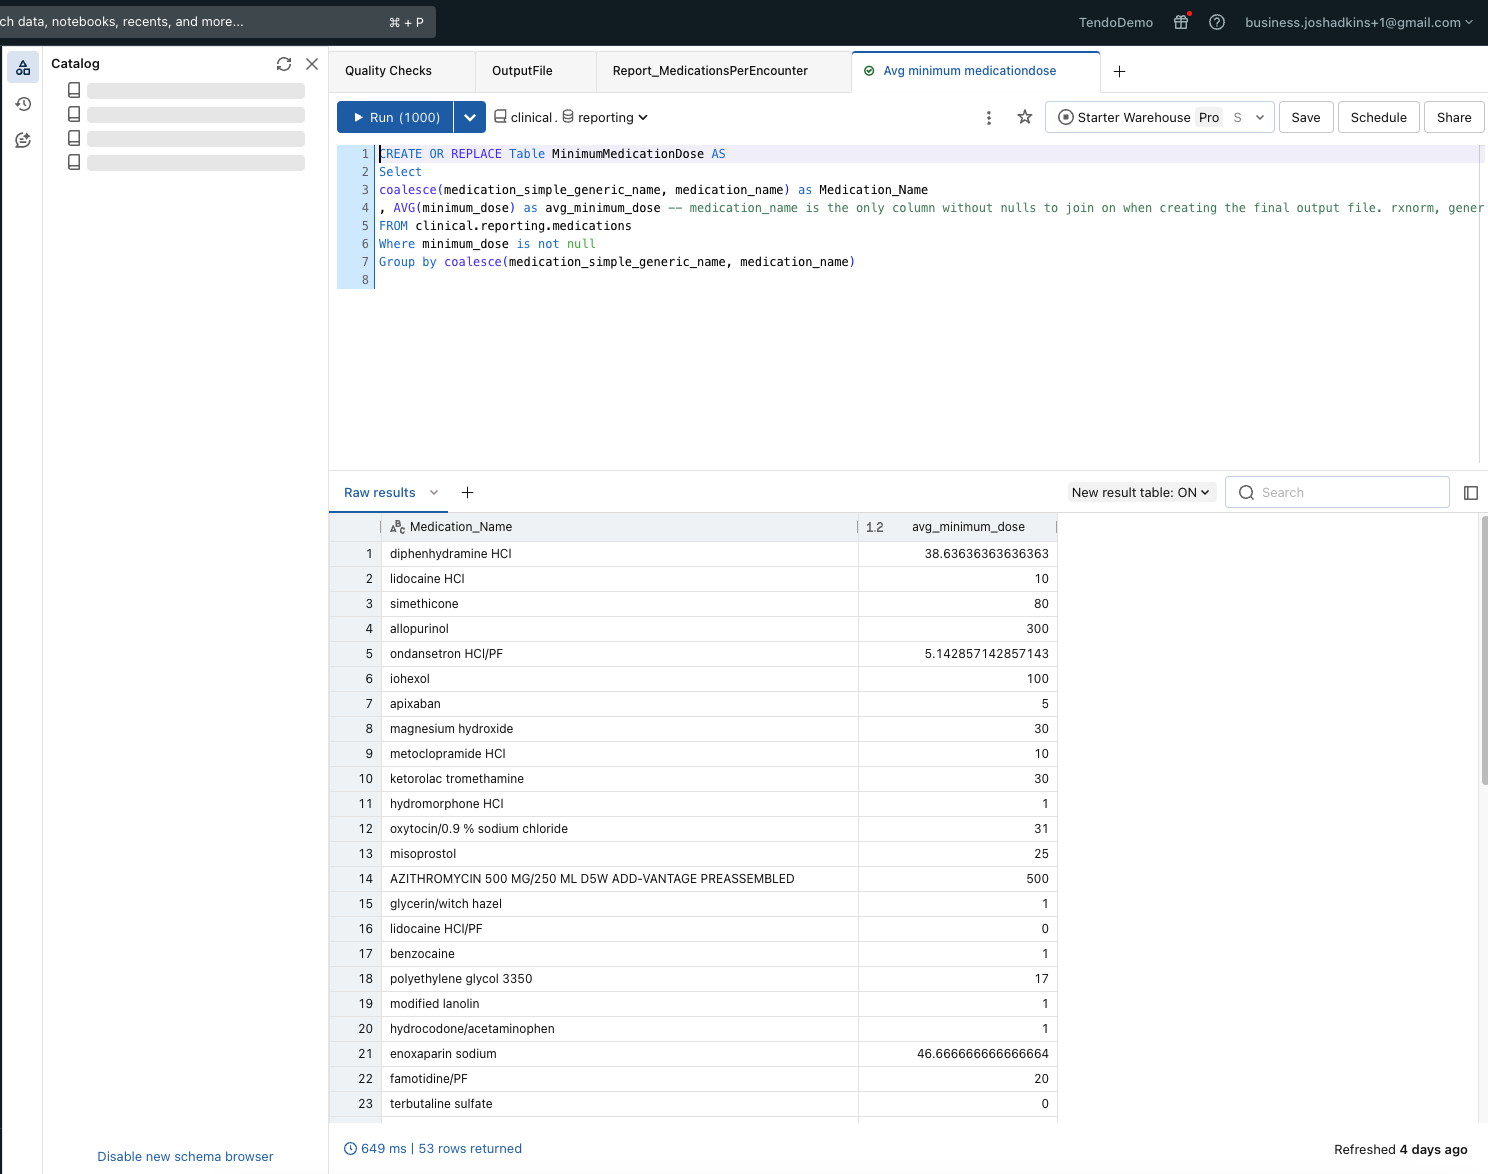 ch data, notebooks, recents, and more... ⌘ + P
TendoDemo business.joshadkins+1@gmail.com
Catalog
Quality Checks OutputFile Report_MedicationsPerEncounter Avg minimum medicationdose +
Run (1000) clinical . reporting Starter Warehouse Pro S Save Schedule Share
1 CREATE OR REPLACE Table MinimumMedicationDose AS
2 Select
3 coalesce(medication_simple_generic_name, medication_name) as Medication_Name
4 , AVG(minimum_dose) as avg_minimum_dose -- medication_name is the only column without nulls to join on when creating the final output file. rxnorm, gener
5 FROM clinical.reporting.medications
6 Where minimum_dose is not null
7 Group by coalesce(medication_simple_generic_name, medication_name)
8
Raw results + New result table: ON Search
ABC Medication_Name 1.2 avg_minimum_dose
1 diphenhydramine HCl 38.63636363636363
2 lidocaine HCl 10
3 simethicone 80
4 allopurinol 300
5 ondansetron HCl/PF 5.142857142857143
6 iohexol 100
7 apixaban 5
8 magnesium hydroxide 30
9 metoclopramide HCl 10
10 ketorolac tromethamine 30
11 hydromorphone HCl 1
12 oxytocin/0.9 % sodium chloride 31
13 misoprostol 25
14 AZITHROMYCIN 500 MG/250 ML D5W ADD-VANTAGE PREASSEMBLED 500
15 glycerin/witch hazel 1
16 lidocaine HCl/PF 0
17 benzocaine 1
18 polyethylene glycol 3350 17
19 modified lanolin 1
20 hydrocodone/acetaminophen 1
21 enoxaparin sodium 46.666666666666664
22 famotidine/PF 20
23 terbutaline sulfate 0
649 ms | 53 rows returned Refreshed 4 days ago
Disable new schema browser